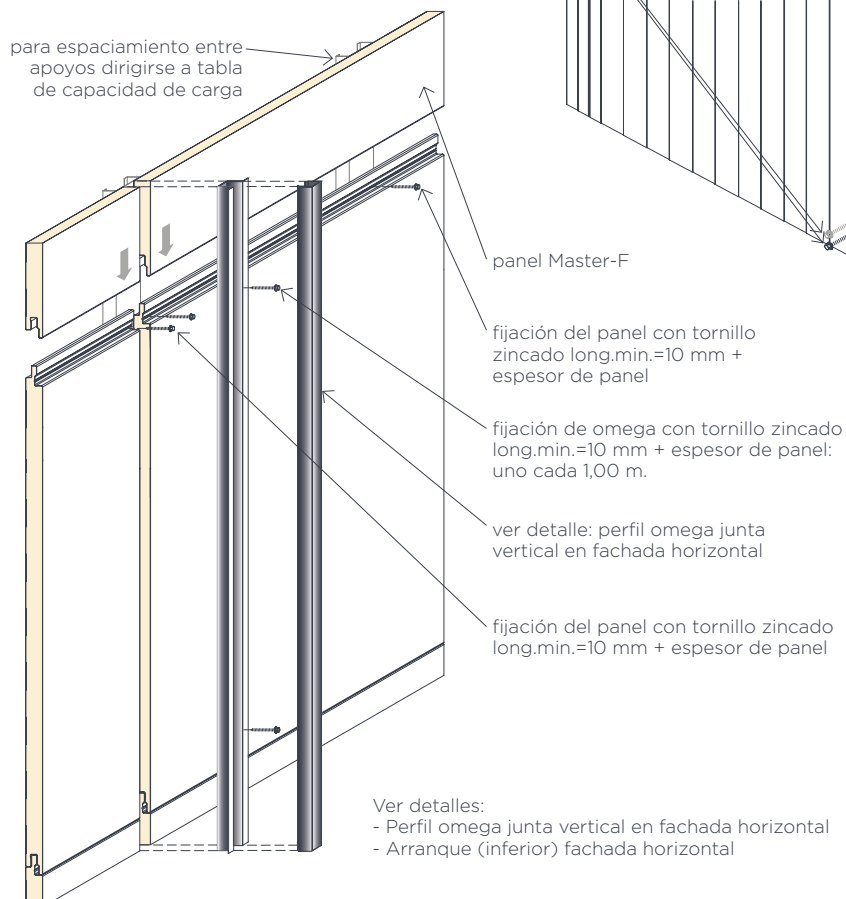 para espaciamiento entre
apoyos dirigirse a tabla
de capacidad de carga
panel Master-F
fijación del panel con tornillo
zincado long.min.=10 mm +
espesor de panel
fijación de omega con tornillo zincado
long.min.=10 mm + espesor de panel:
uno cada 1,00 m.
ver detalle: perfil omega junta
vertical en fachada horizontal
fijación del panel con tornillo zincado
long.min.=10 mm + espesor de panel
Ver detalles:
- Perfil omega junta vertical en fachada horizontal
- Arranque (inferior) fachada horizontal